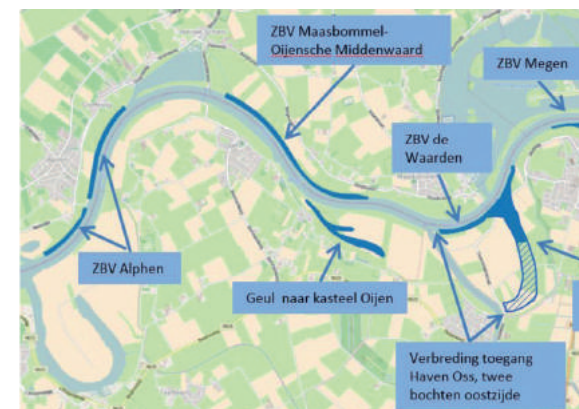 ZBV Maasbommel-
Oijensche Middenwaard
ZBV Megen
ZBV de
Waarden
ZBV Alphen
Geul naar kasteel Oijen
Verbreding toegang
Haven Oss, twee
bochten oostzijde